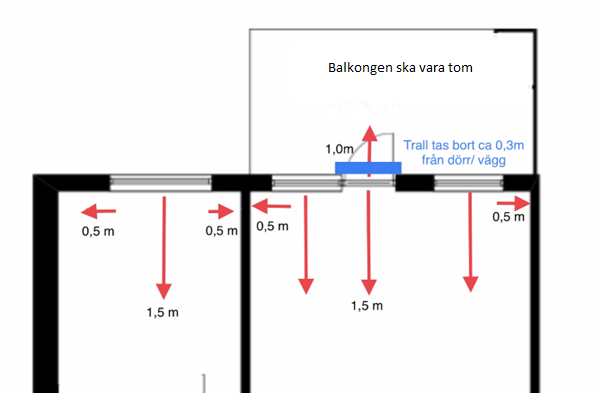 Balkongen ska vara tom
1,0m
Trall tas bort ca 0,3m
från dörr/ vägg
0,5 m
0,5 m
0,5 m
0,5 m
1,5 m
1,5 m